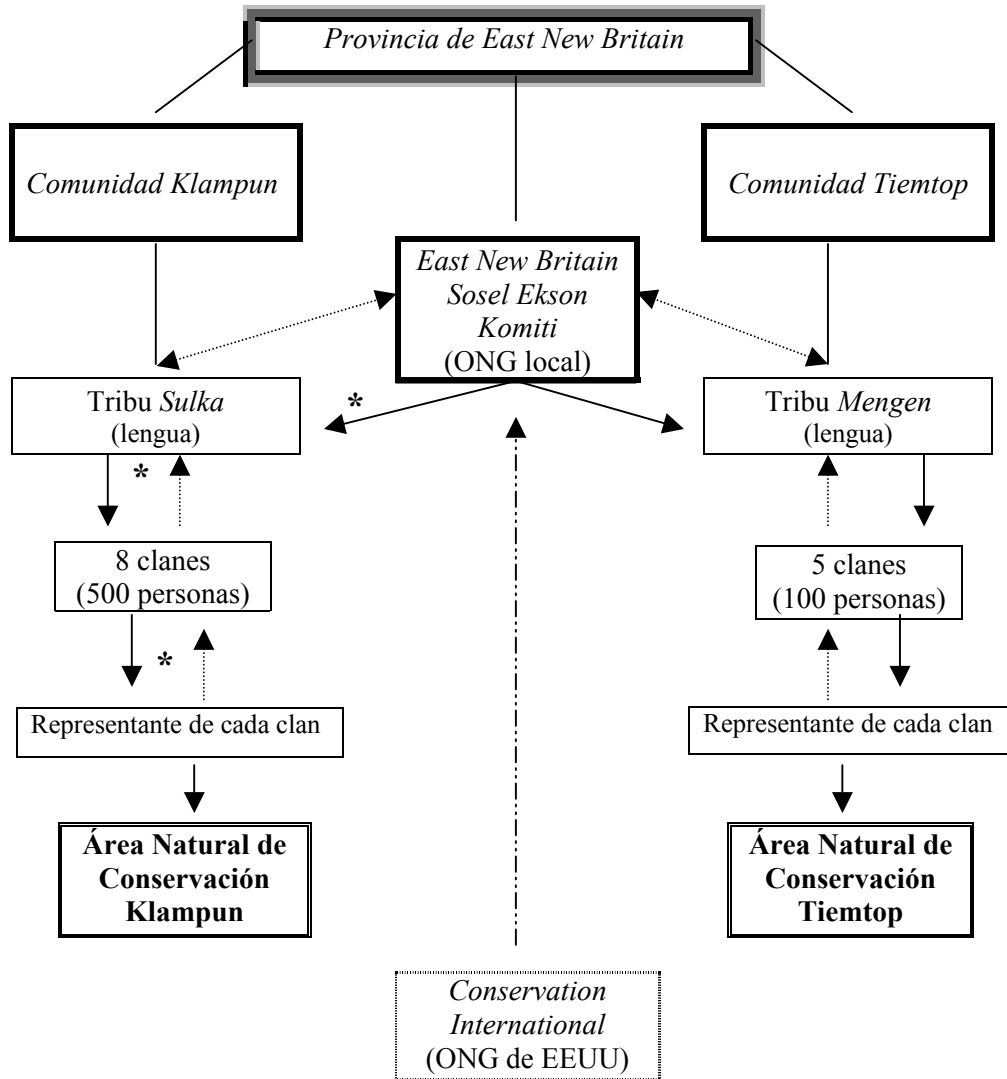 Provincia de East New Britain
Comunidad Klampun
Comunidad Tiemtop
East New Britain
Sosel Ekson
Komiti
(ONG local)
*
Tribu Sulka
(lengua)
Tribu Mengen
(lengua)
*
8 clanes
(500 personas)
5 clanes
(100 personas)
*
Representante de cada clan
Representante de cada clan
Área Natural de
Conservación
Klampun
Área Natural de
Conservación
Tiemtop
Conservation
International
(ONG de EEUU)